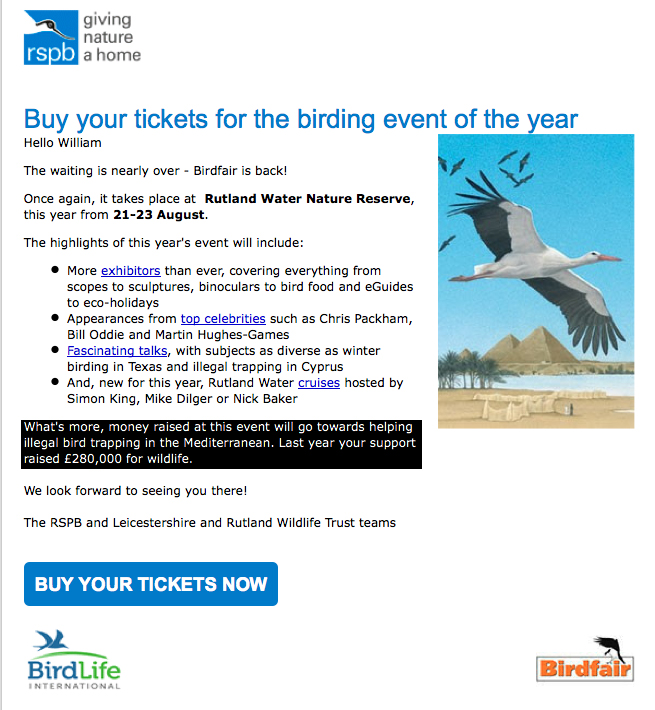 giving
nature
a home
rspb
Buy your tickets for the birding event of the year
Hello William
The waiting is nearly over - Birdfair is back!
Once again, it takes place at Rutland Water Nature Reserve,
this year from 21-23 August.
The highlights of this year's event will include:
● More exhibitors than ever, covering everything from
scopes to sculptures, binoculars to bird food and eGuides
to eco-holidays
● Appearances from top celebrities such as Chris Packham,
Bill Oddie and Martin Hughes-Games
● Fascinating talks, with subjects as diverse as winter
birding in Texas and illegal trapping in Cyprus
● And, new for this year, Rutland Water cruises hosted by
Simon King, Mike Dilger or Nick Baker
What's more, money raised at this event will go towards helping
illegal bird trapping in the Mediterranean. Last year your support
raised £280,000 for wildlife.
We look forward to seeing you there!
The RSPB and Leicestershire and Rutland Wildlife Trust teams
BUY YOUR TICKETS NOW
BirdLife
INTERNATIONAL
Birdfair